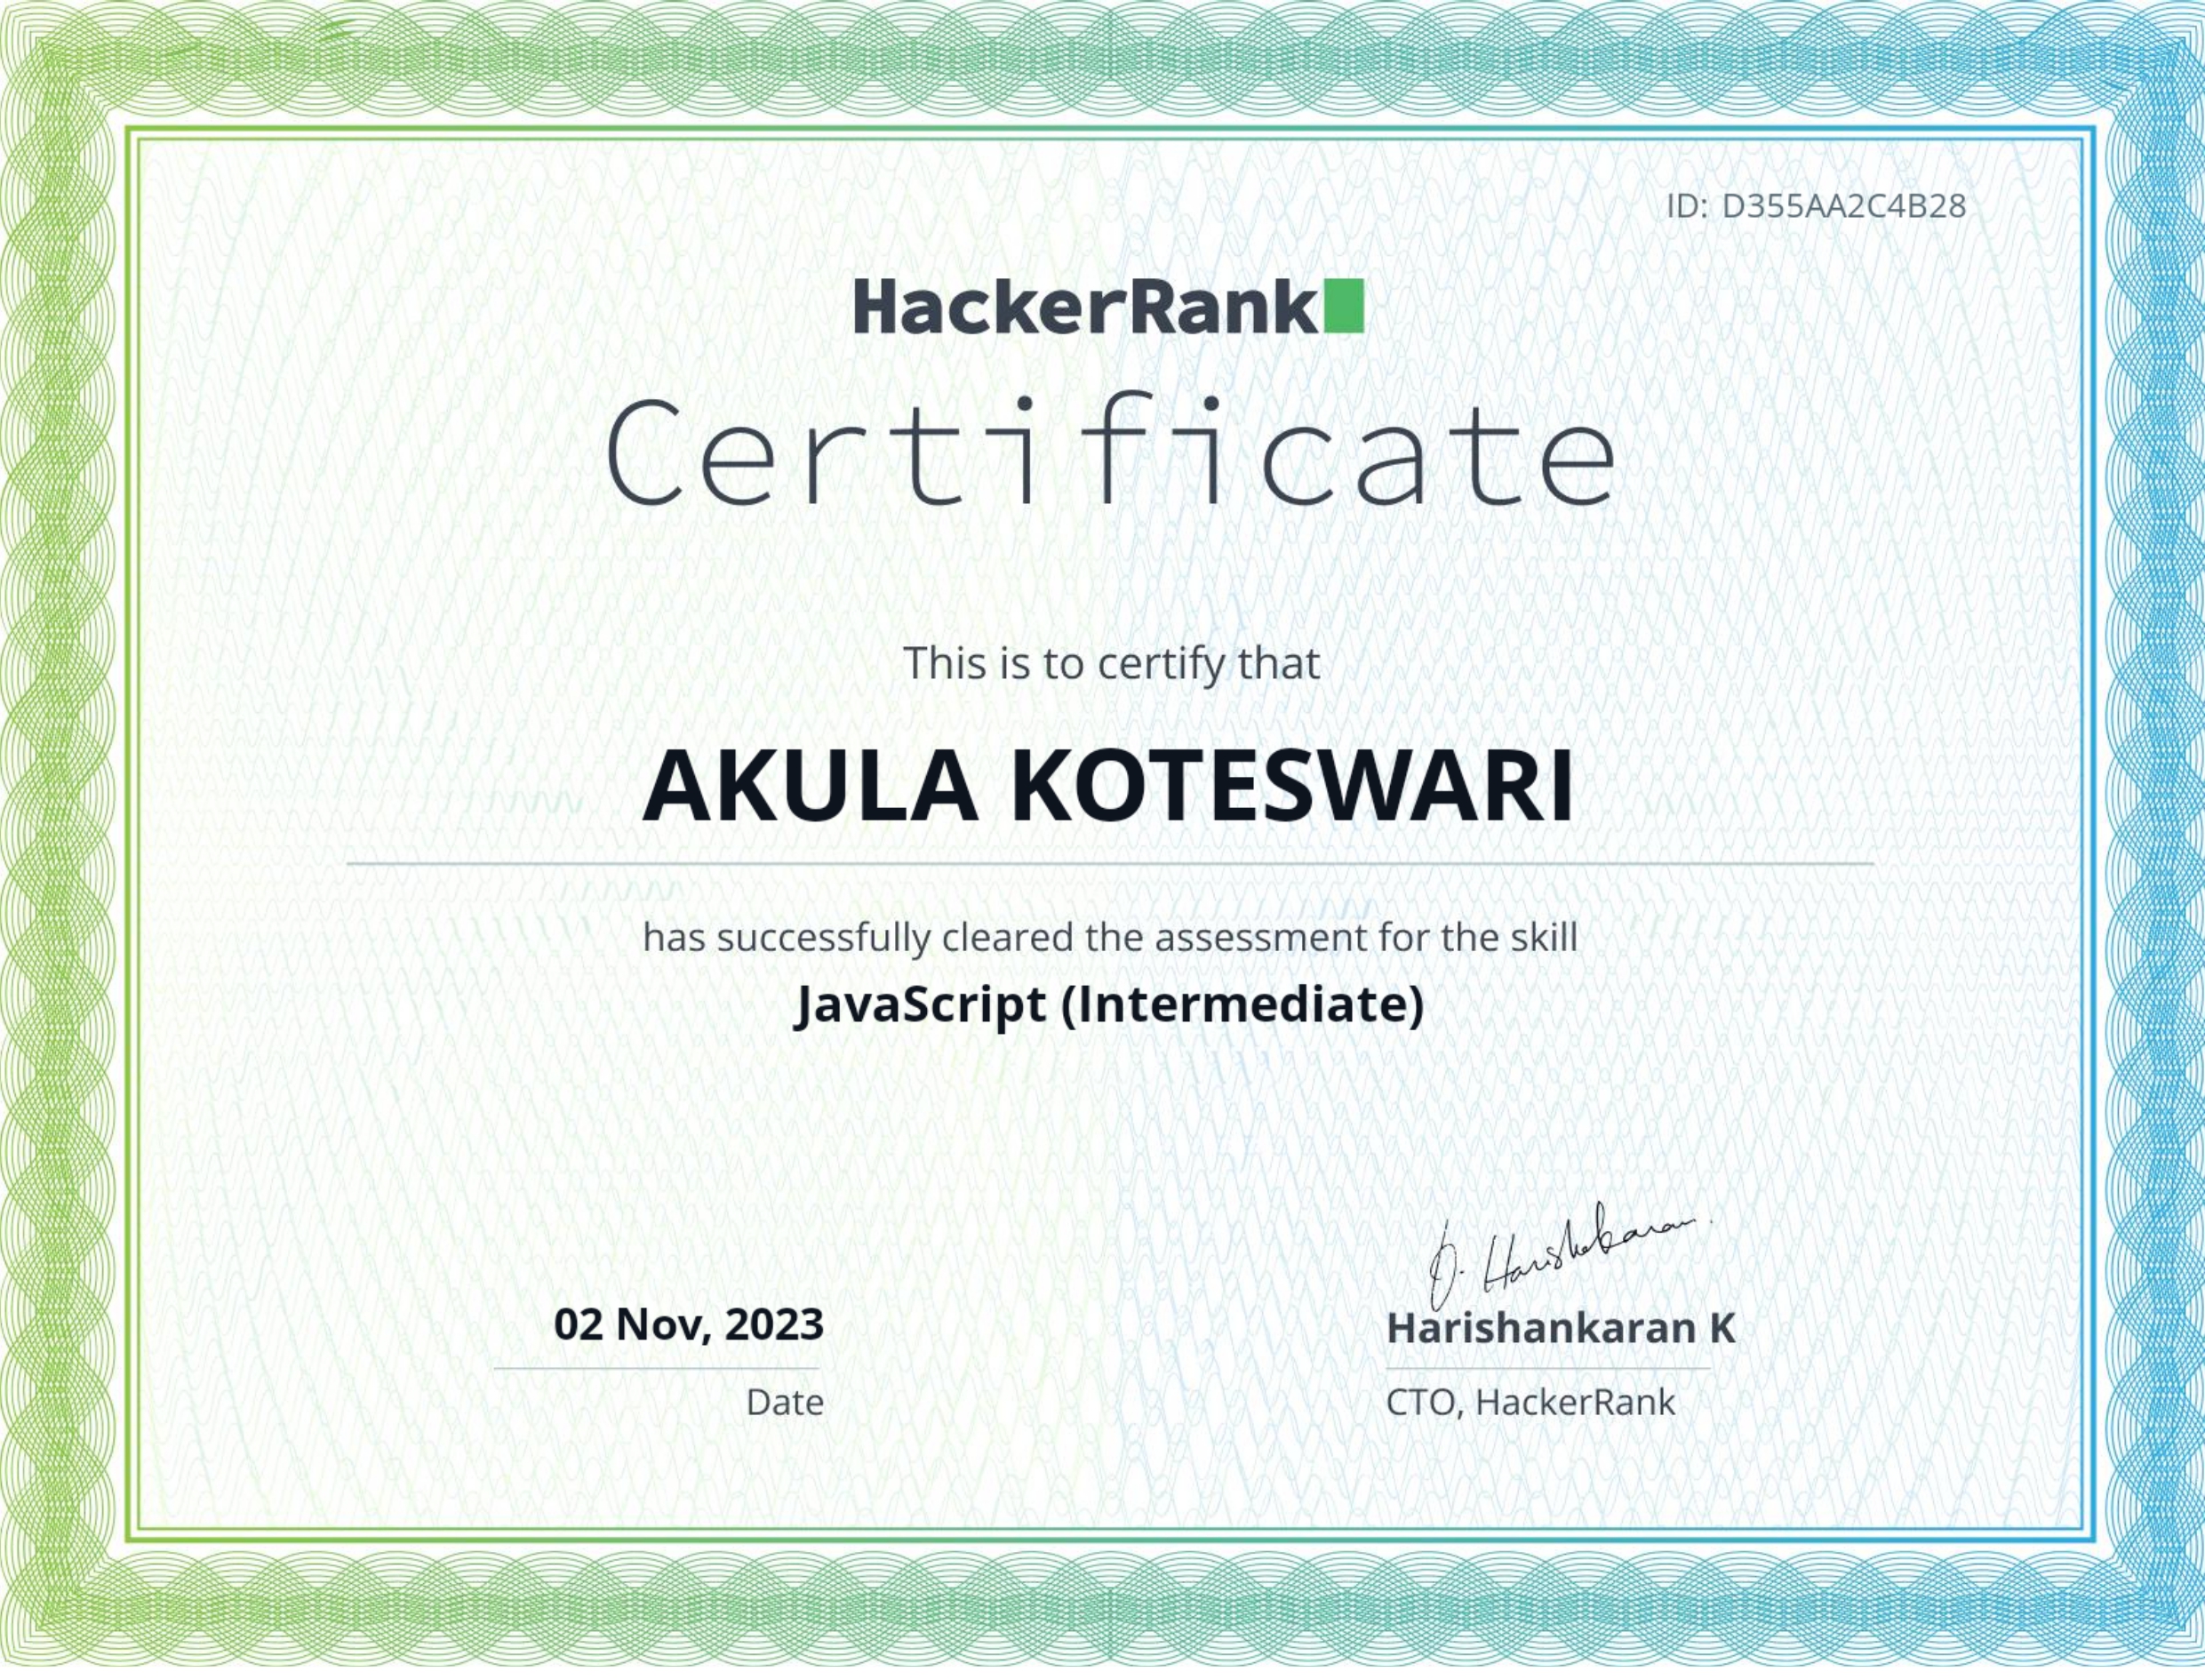 ID: D355AA2C4B28
HackerRank
Certificate
This is to certify that
AKULA KOTESWARI
has successfully cleared the assessment for the skill
JavaScript (Intermediate)
02 Nov, 2023
Date
Harishankaran K
CTO, HackerRank